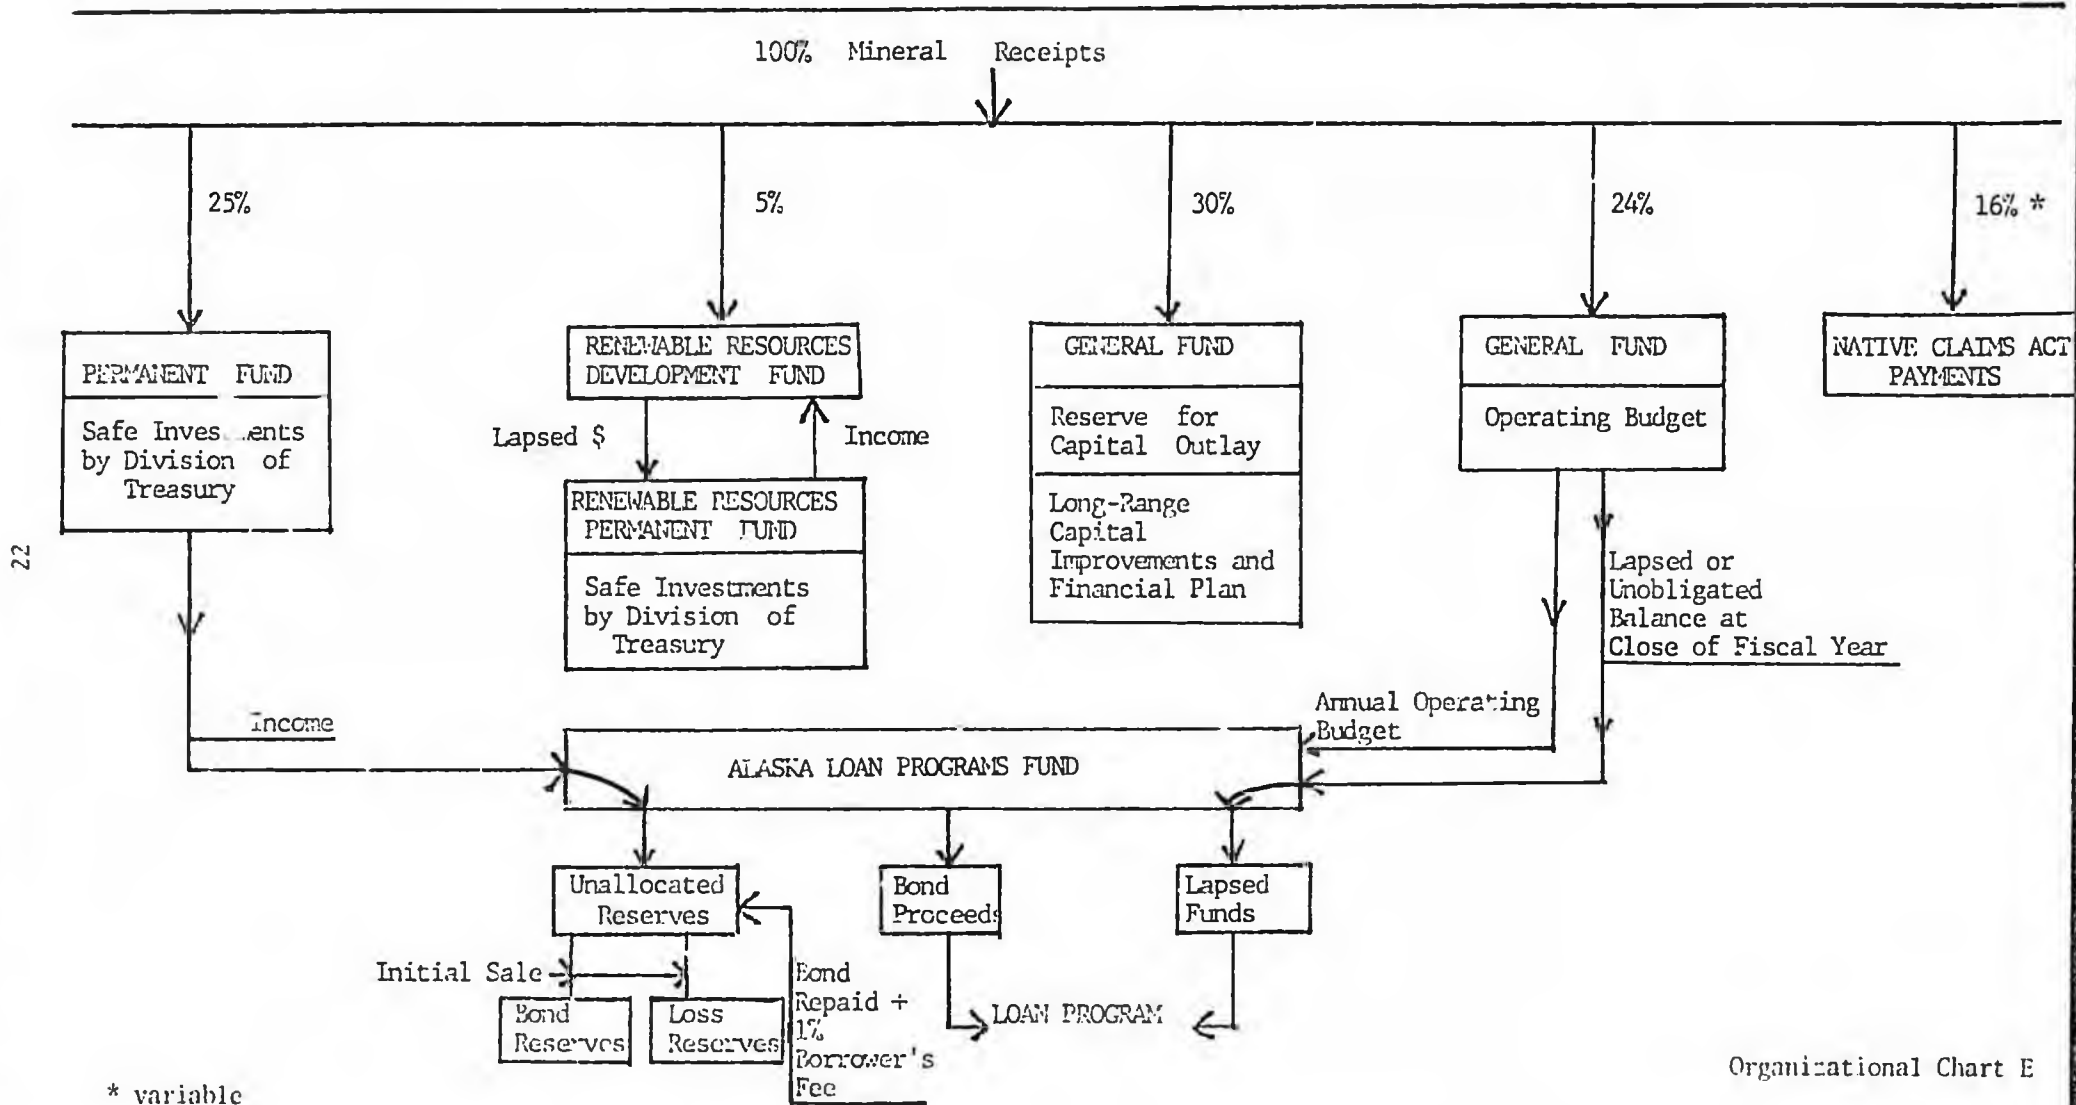 100% Mineral Receipts
25%
5%
30%
24%
16% *
PERMANENT FUND
Safe Investments
by Division of
Treasury
RENEWABLE RESOURCES
DEVELOPMENT FUND
Lapsed $
Income
RENEWABLE RESOURCES
PERMANENT FUND
Safe Investments
by Division of
Treasury
GENERAL FUND
Reserve for
Capital Outlay
Long-Range
Capital
Improvements and
Financial Plan
GENERAL FUND
Operating Budget
NATIVE CLAIMS ACT
PAYMENTS
22
Lapsed or
Unobligated
Balance at
Close of Fiscal Year
Income
Annual Operating
Budget
ALASKA LOAN PROGRAMS FUND
Unallocated
Reserves
Bond
Proceeds
Lapsed
Funds
Initial Sale
Bond
Reserves
Loss
Reserves
Bond
Repaid +
1%
Borrower's
Fee
LOAN PROGRAM
Organizational Chart E
* variable